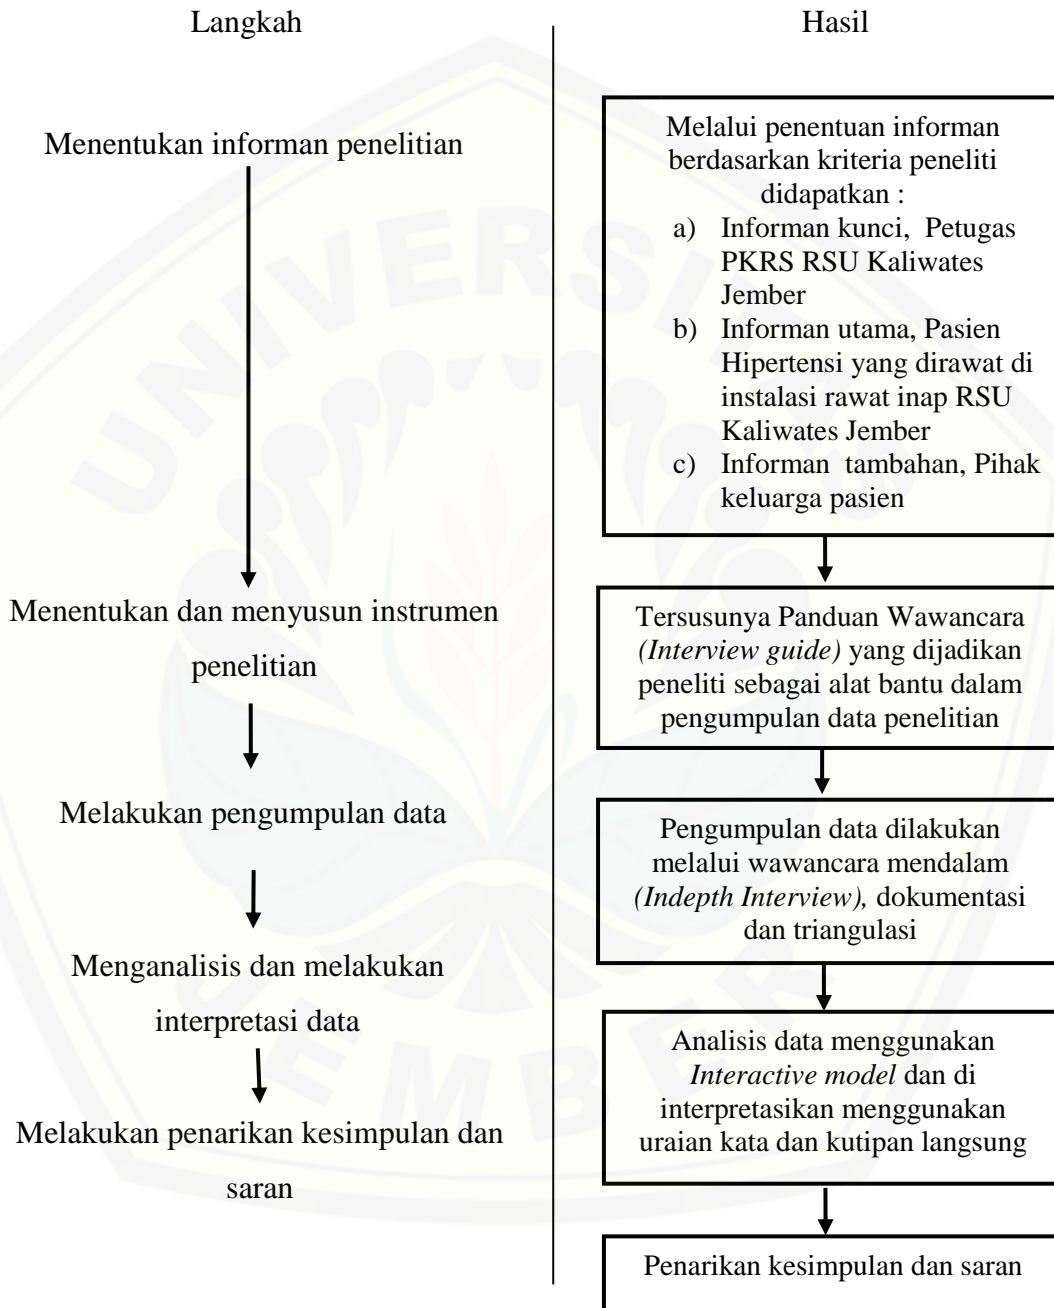 Langkah
Hasil
Menentukan informan penelitian
Melalui penentuan informan
berdasarkan kriteria peneliti
didapatkan :
a) Informan kunci, Petugas
PKRS RSU Kaliwates
Jember
b) Informan utama, Pasien
Hipertensi yang dirawat di
instalasi rawat inap RSU
Kaliwates Jember
c) Informan tambahan, Pihak
keluarga pasien
Menentukan dan menyusun instrumen
penelitian
Tersusunya Panduan Wawancara
(Interview guide) yang dijadikan
peneliti sebagai alat bantu dalam
pengumpulan data penelitian
Melakukan pengumpulan data
Pengumpulan data dilakukan
melalui wawancara mendalam
(Indepth Interview), dokumentasi
dan triangulasi
Menganalisis dan melakukan
interpretasi data
Analisis data menggunakan
Interactive model dan di
interpretasikan menggunakan
uraian kata dan kutipan langsung
Melakukan penarikan kesimpulan dan
saran
Penarikan kesimpulan dan saran
UNIVERSITAS
JEMBER